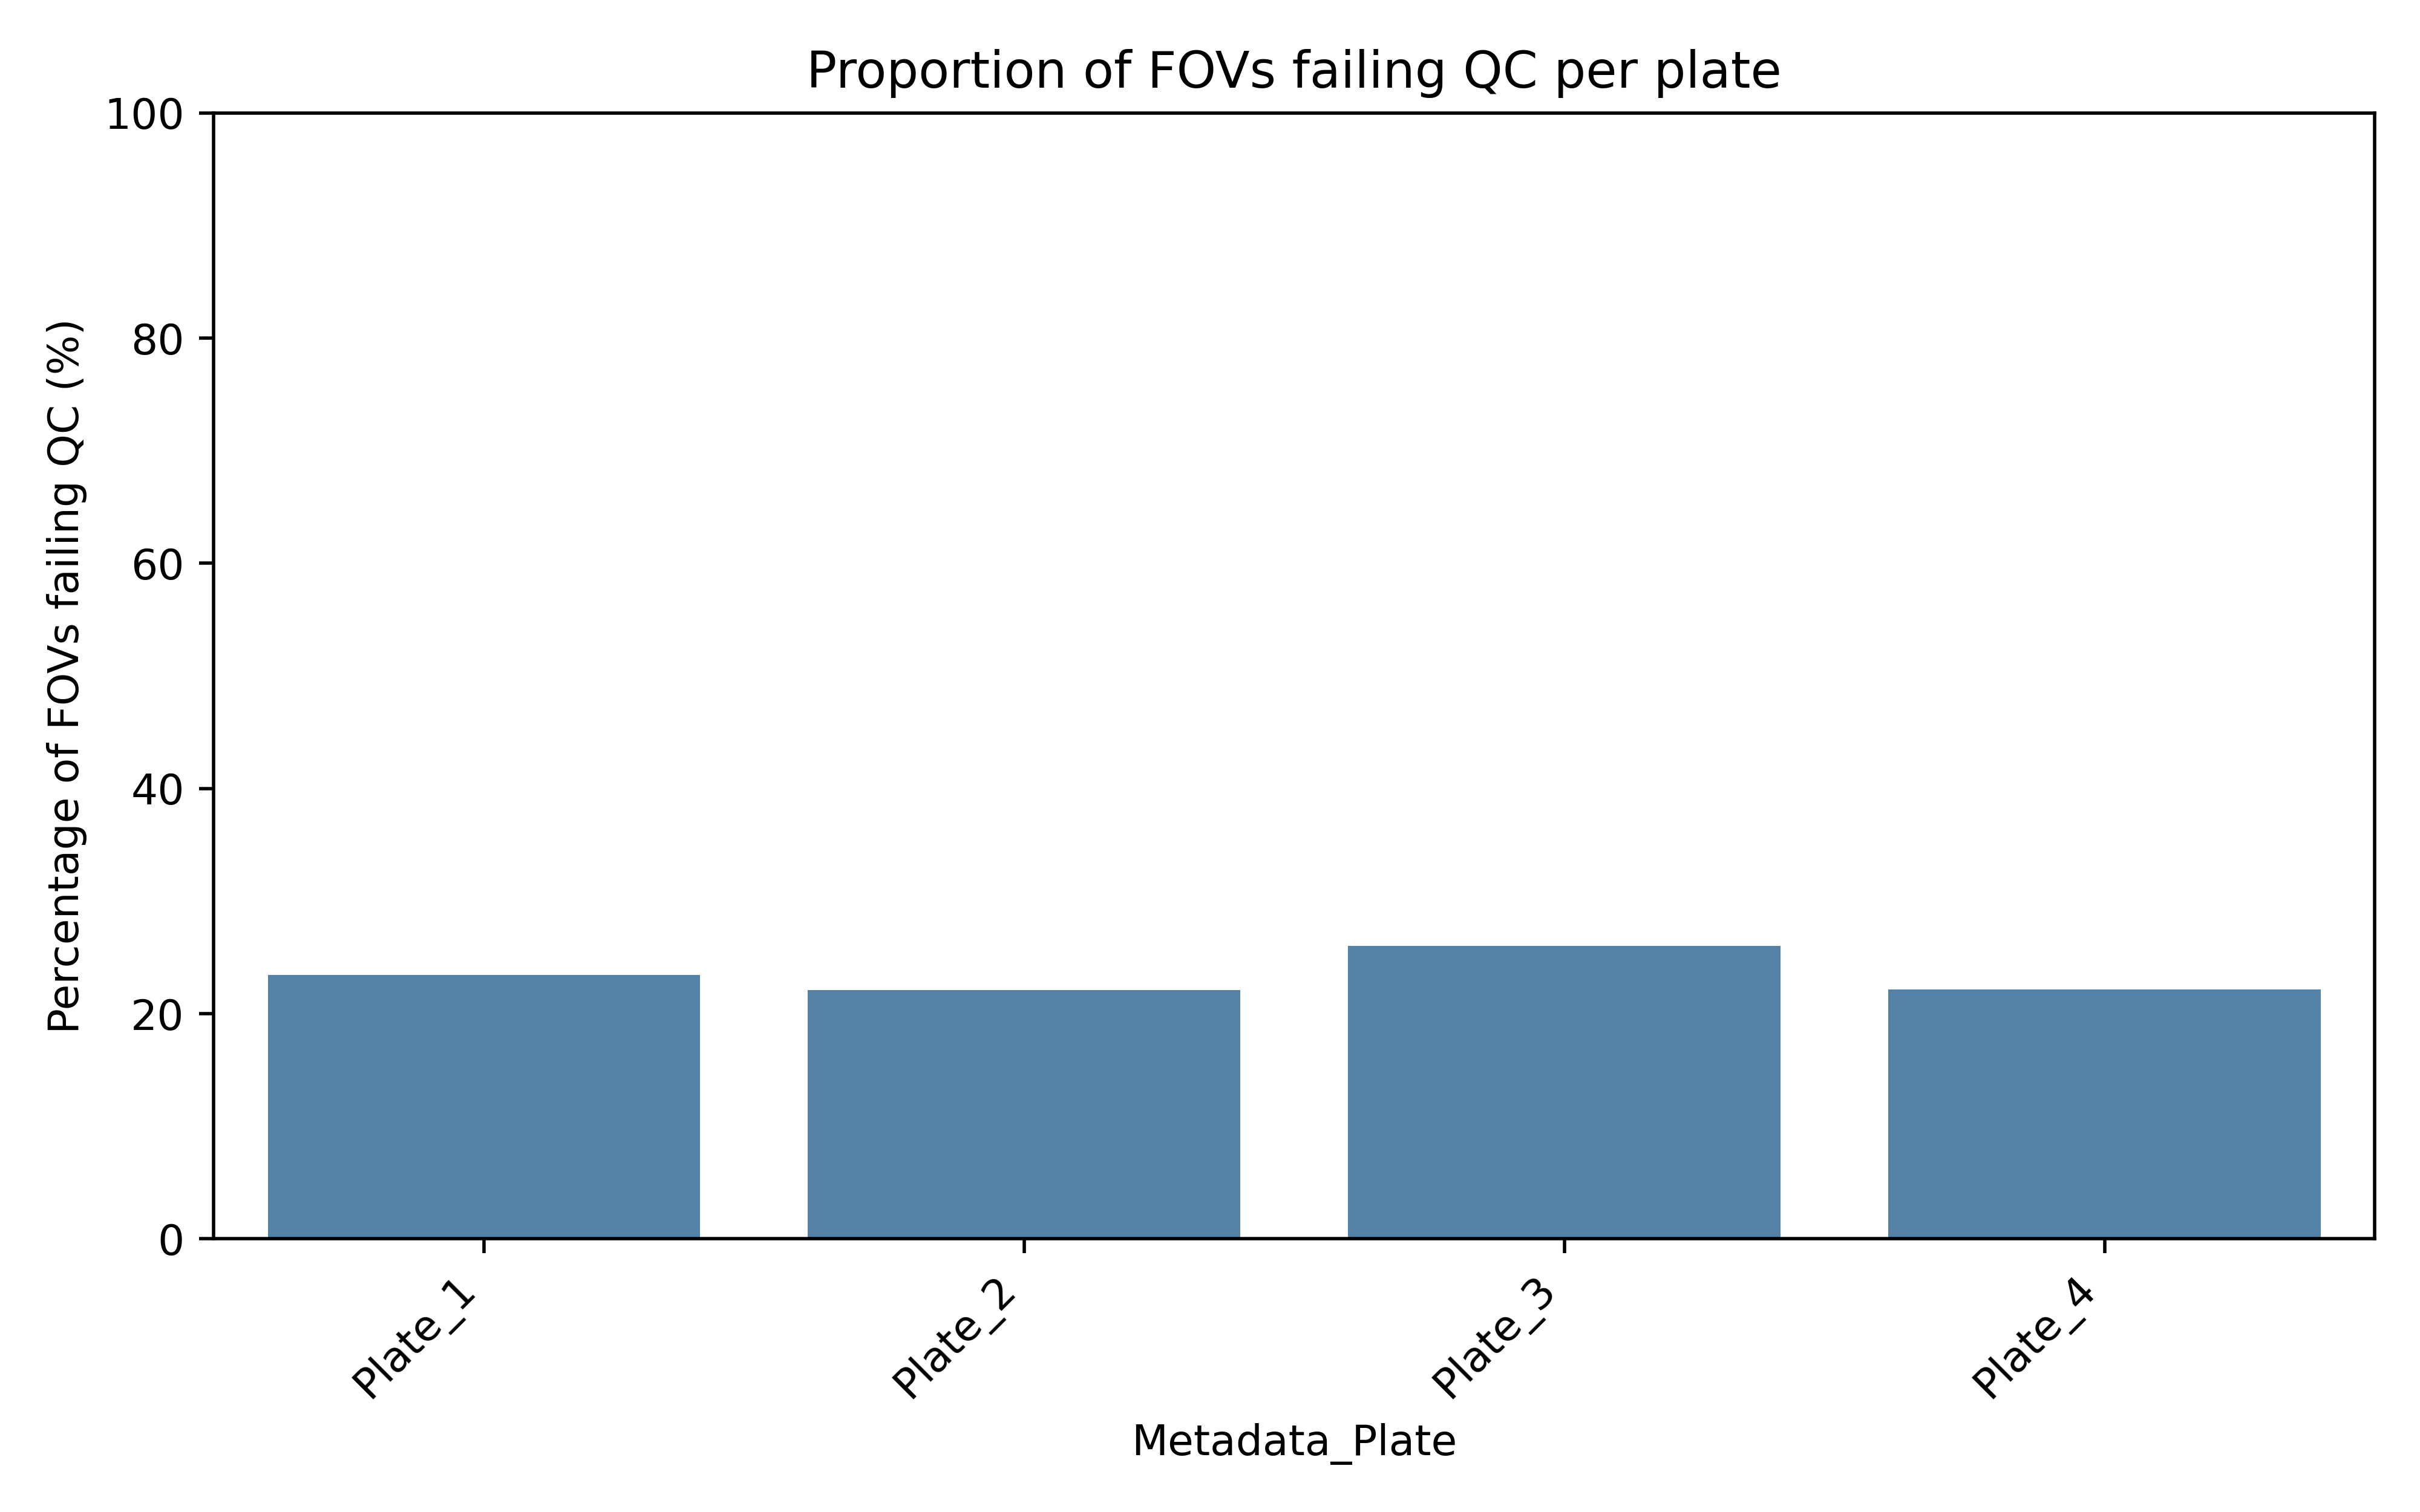 Proportion of FOVs failing QC per plate
Percentage of FOVs failing QC (%)
100
80
60
40
20
0
Plate_1
Plate_2
Plate_3
Plate_4
Metadata_Plate